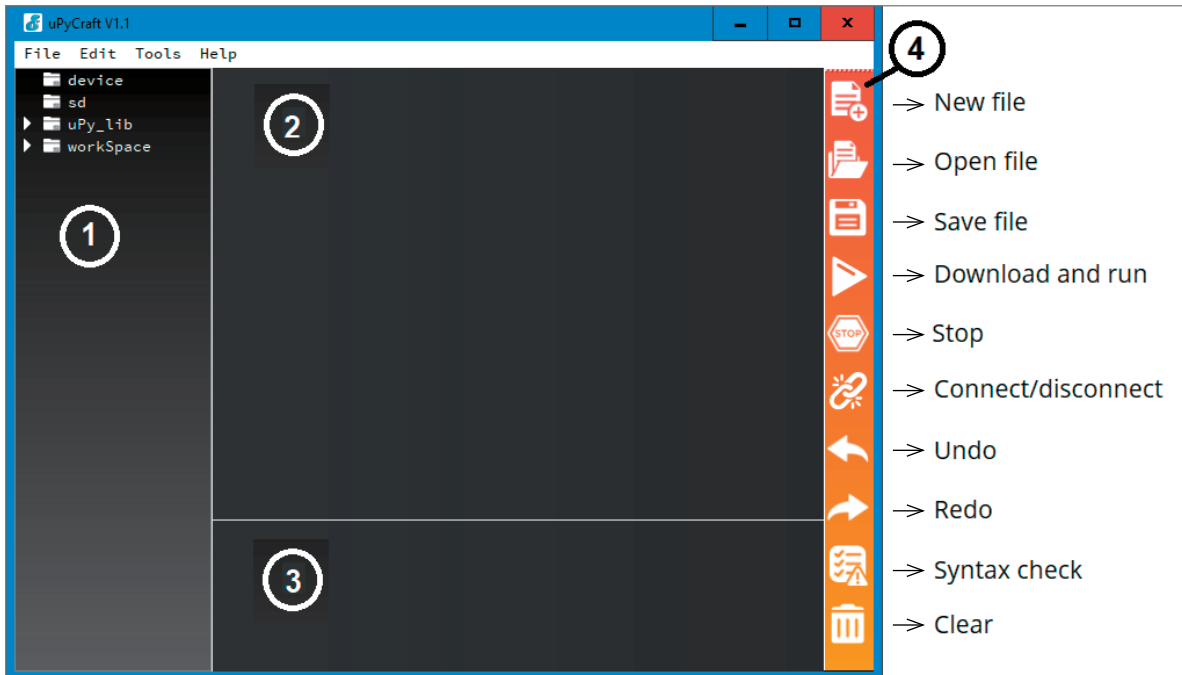 uPyCraft V1.1
File Edit Tools Help
device
sd
uPy_lib
workSpace
1
2
3
4
New file
Open file
Save file
Download and run
STOP
Stop
Connect/disconnect
Undo
Redo
Syntax check
Clear